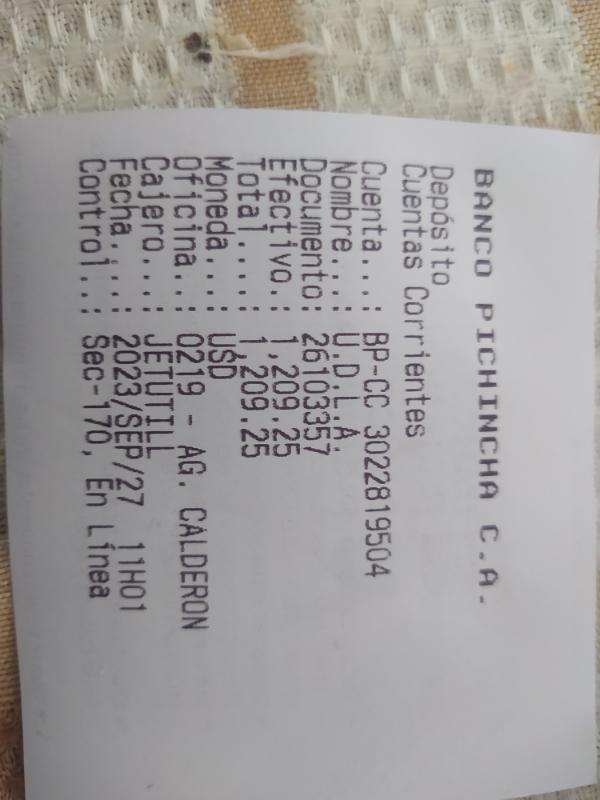 BANCO PICHINCHA C.A.
Depósito
Cuentas Corrientes
Cuenta...: BP-CC 3022819504
Nombre...: U.D.L.A.
Documento: 26103357
Efectivo.: 1,209.25
Total....: 1,209.25
Moneda...: USD
Oficina..: 0219 - AG. CALDERON
Cajero...: JETUTILL
Fecha....: 2023/SEP/27 11H01
Control..: Sec-170, En Línea